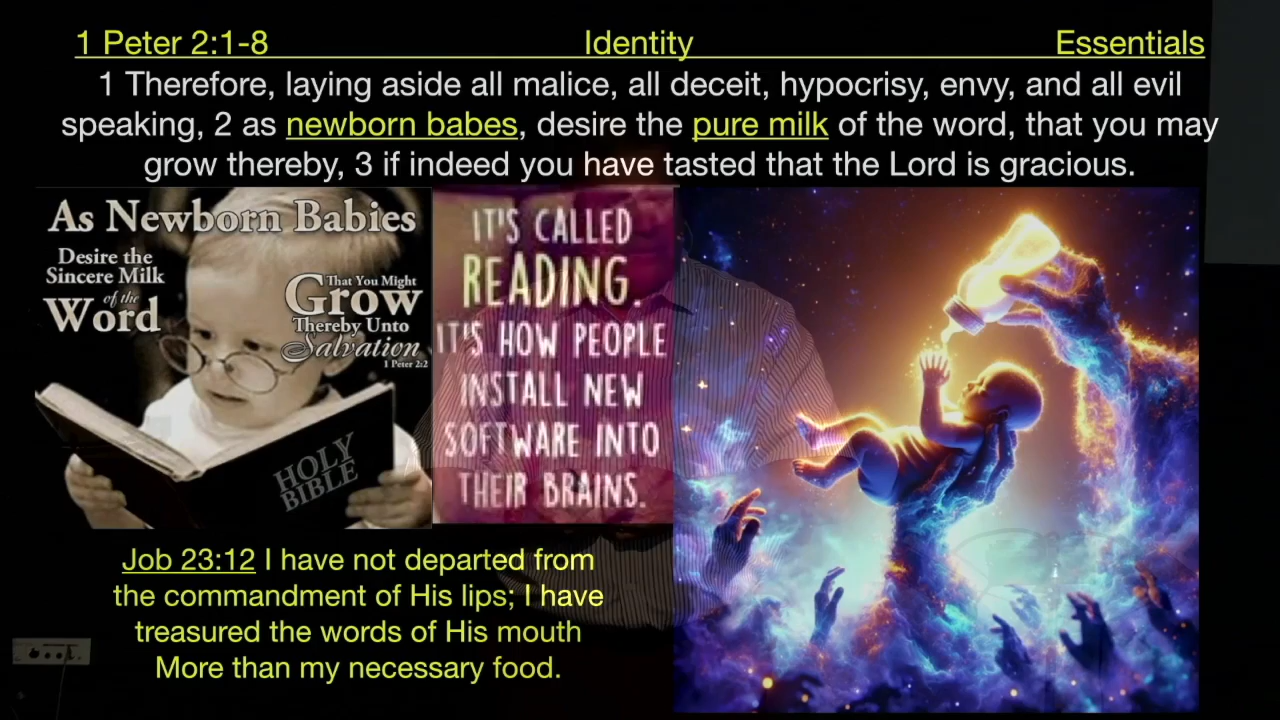 1 Peter 2:1-8 Identity Essentials
1 Therefore, laying aside all malice, all deceit, hypocrisy, envy, and all evil
speaking, 2 as newborn babes, desire the pure milk of the word, that you may
grow thereby, 3 if indeed you have tasted that the Lord is gracious.
As Newborn Babies
Desire the
Sincere Milk
of the
Word
That You Might
Grow
Thereby Unto
Salvation
1 Peter 2:2
HOLY
BIBLE
IT'S CALLED
READING.
IT'S HOW PEOPLE
INSTALL NEW
SOFTWARE INTO
THEIR BRAINS.
Job 23:12 I have not departed from
the commandment of His lips; I have
treasured the words of His mouth
More than my necessary food.